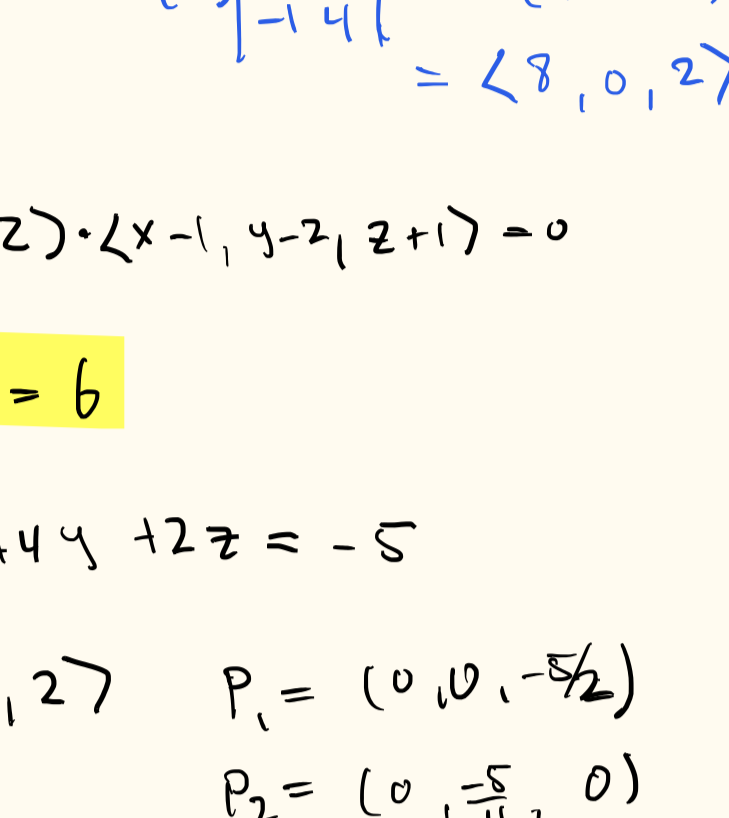 |-1 4|
= <8, 0, 2>
2> · <x-1, y-2, z+1> = 0
= 6
+4y +2z = -5
, 2> P₁ = (0, 0, -5/2)
P₂ = (0, -5/4, 0)